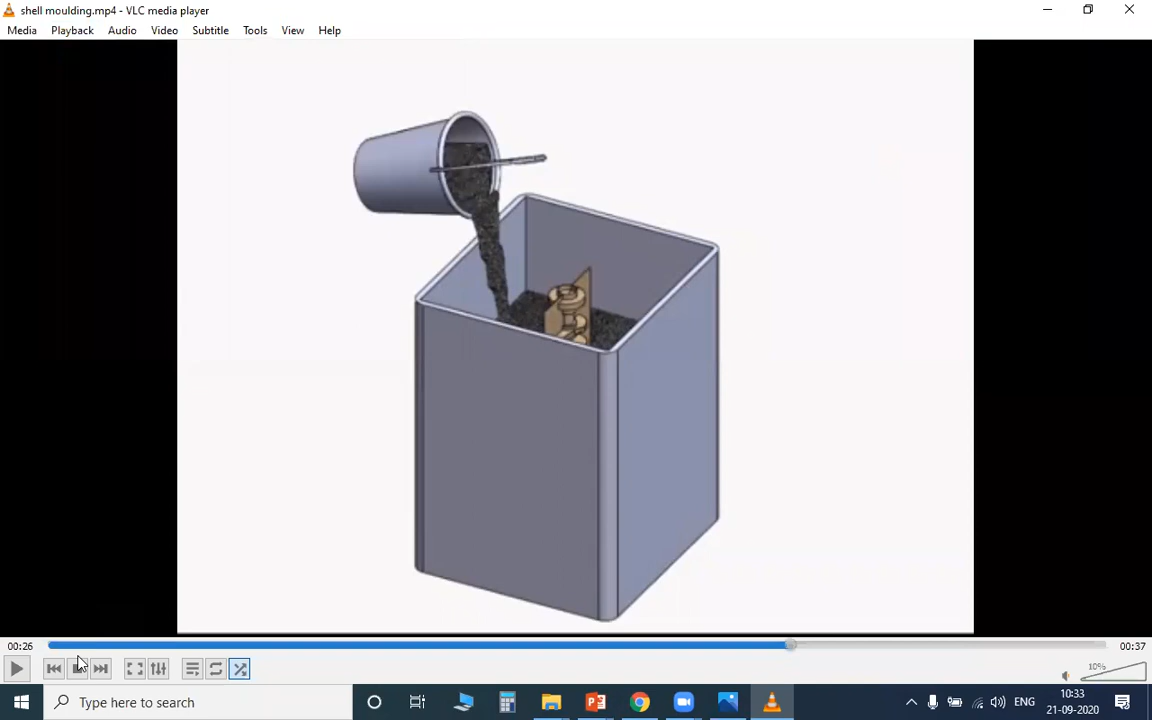 shell moulding.mp4 - VLC media player
Media Playback Audio Video Subtitle Tools View Help
00:26
00:37
10%
Type here to search
ENG
10:33
21-09-2020